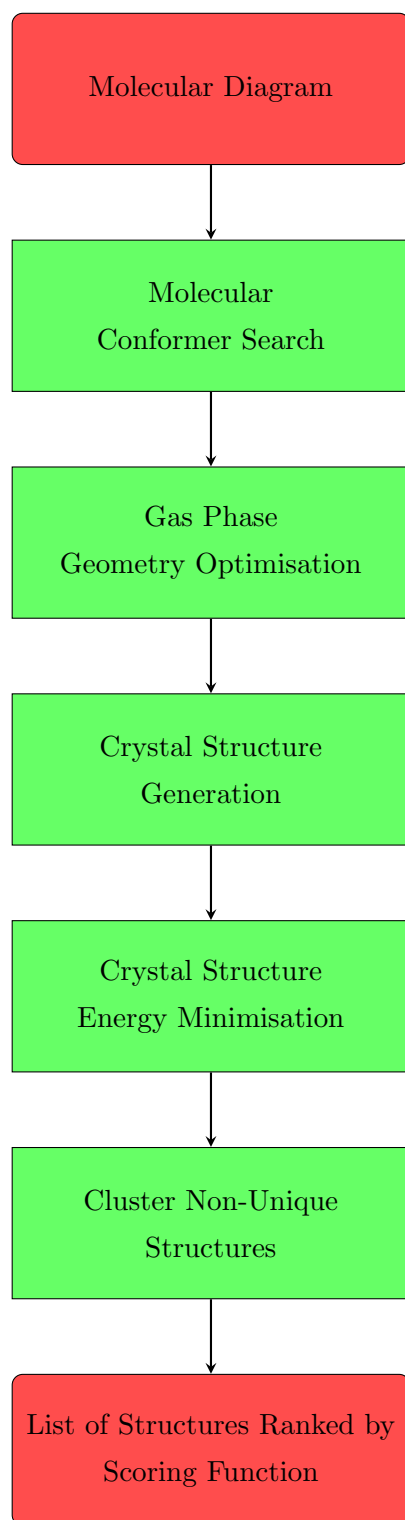 Molecular Diagram
Molecular
Conformer Search
Gas Phase
Geometry Optimisation
Crystal Structure
Generation
Crystal Structure
Energy Minimisation
Cluster Non-Unique
Structures
List of Structures Ranked by
Scoring Function